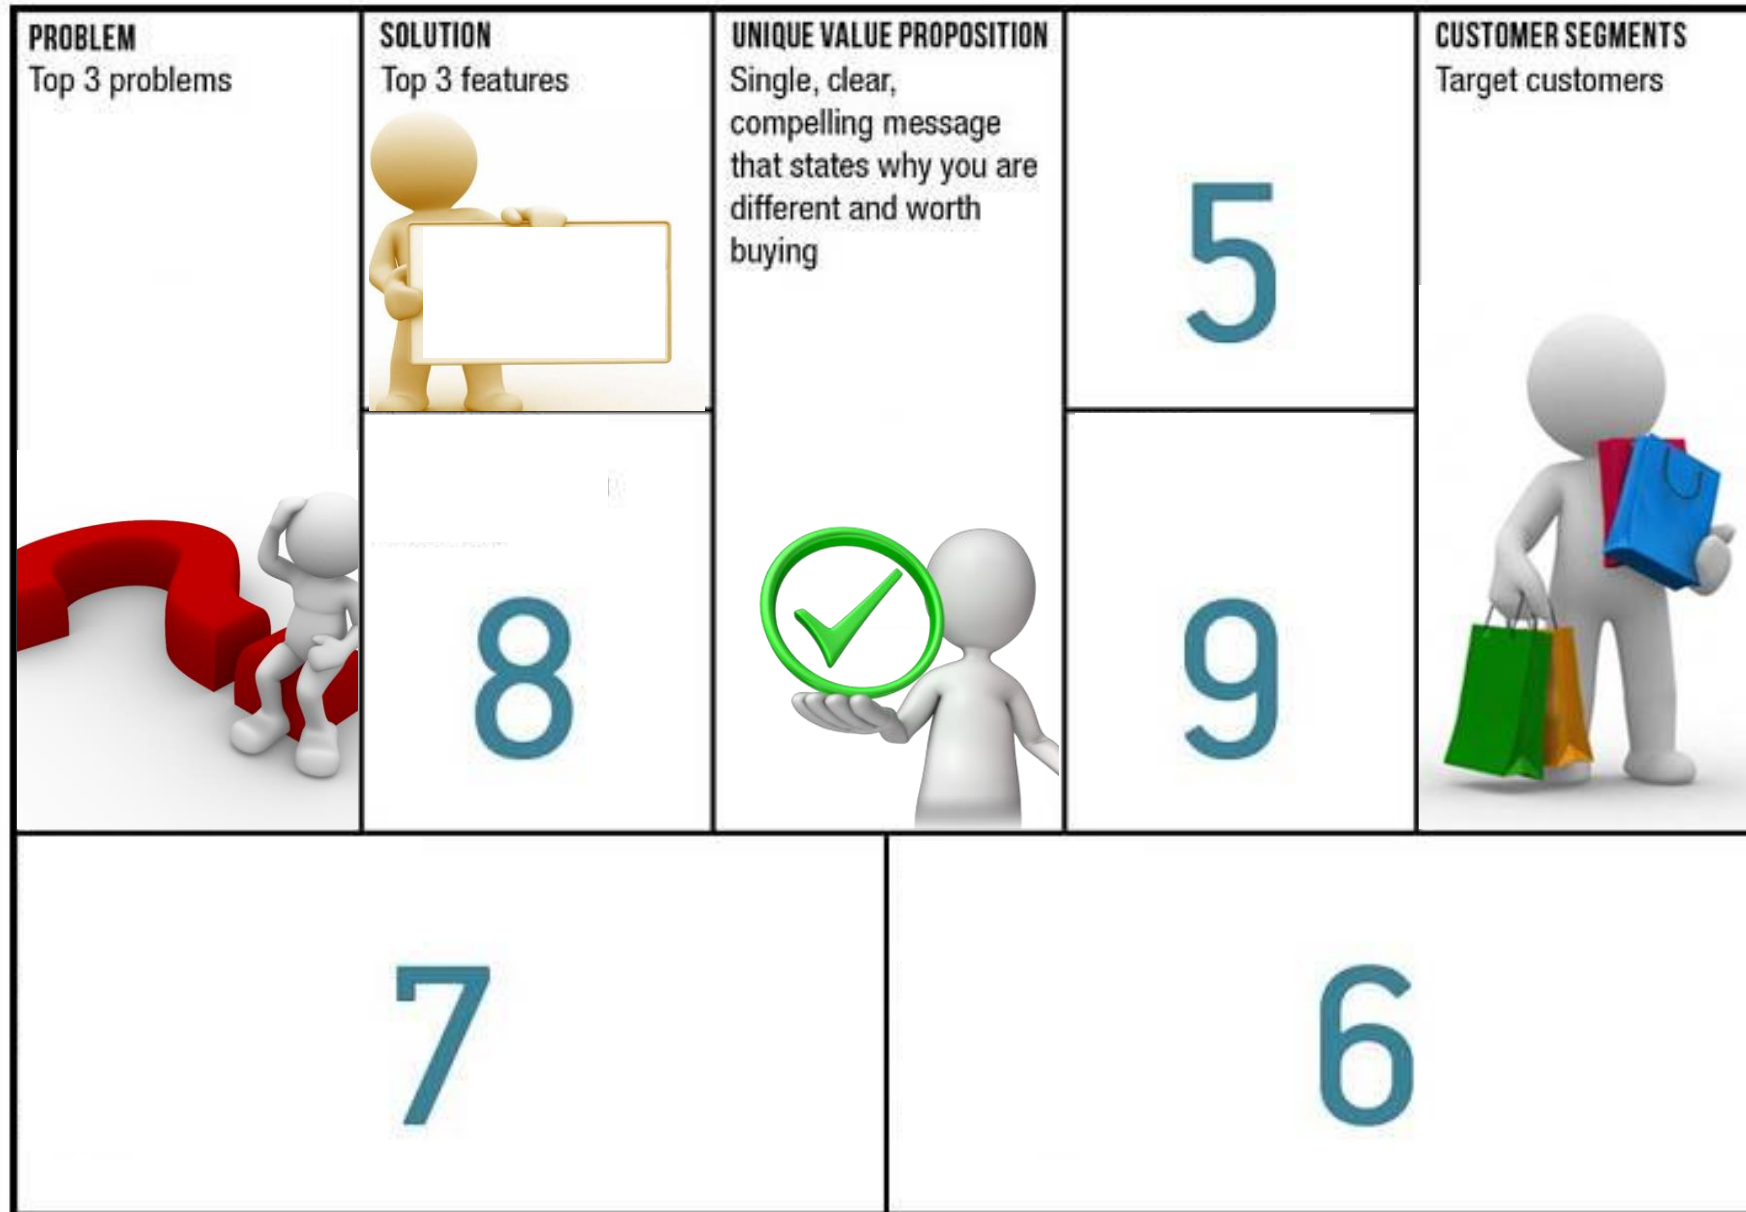 PROBLEM
Top 3 problems
SOLUTION
Top 3 features
8
UNIQUE VALUE PROPOSITION
Single, clear,
compelling message
that states why you are
different and worth
buying
5
9
CUSTOMER SEGMENTS
Target customers
7
6